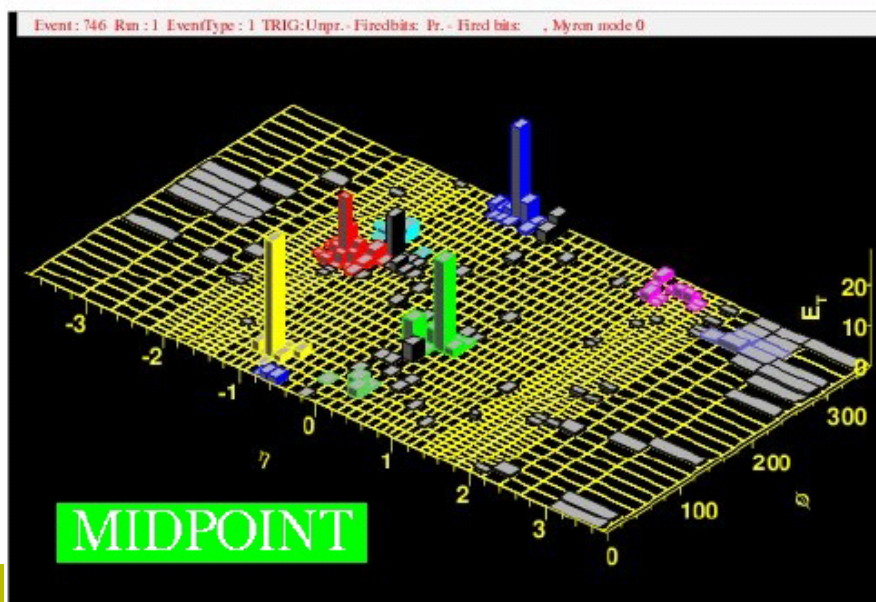 Event : 746 Run : 1 EventType : 1 TRIG: Unpr. - Firedbits: Pr. - Fired bits: , Myron mode 0
20
10
0
E_T
-3
-2
-1
0
1
2
3
η
0
100
200
300
ø
MIDPOINT